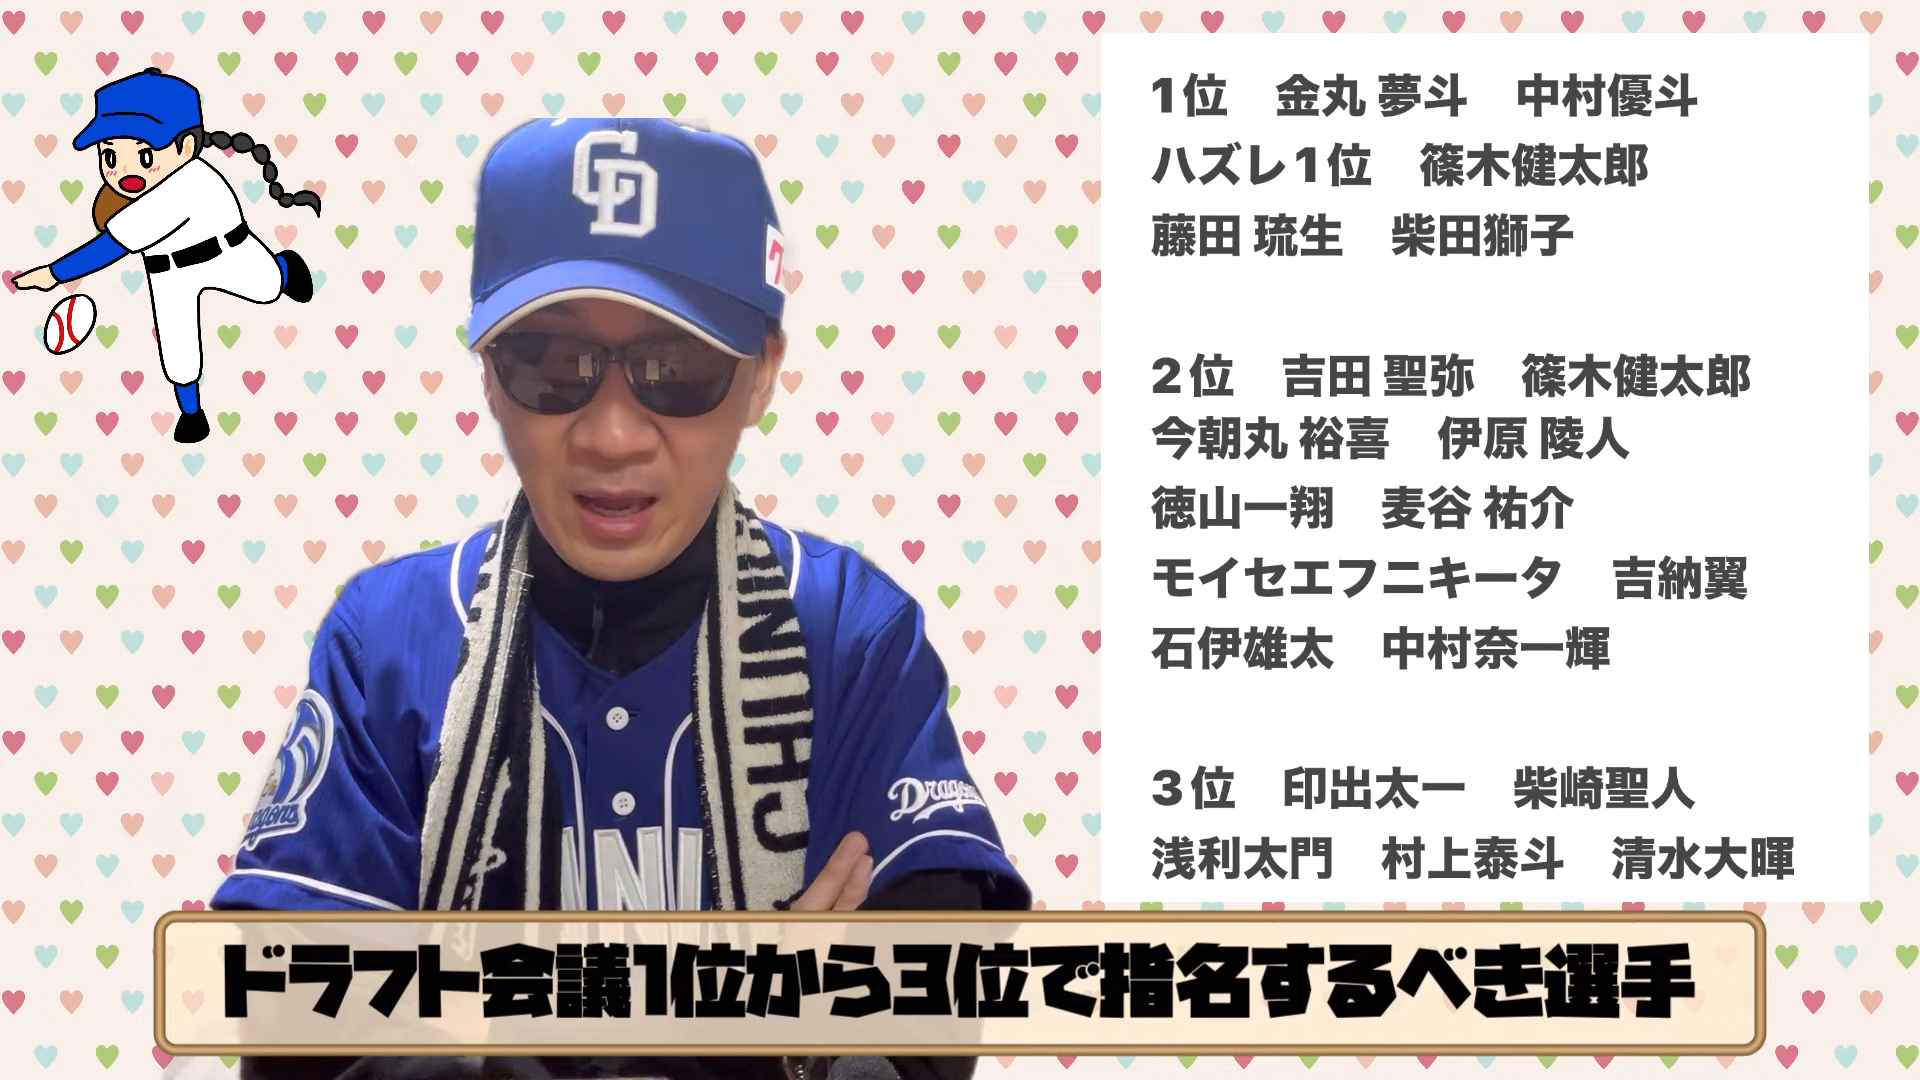 CD
7
1位　金丸 夢斗　中村優斗
ハズレ1位　篠木健太郎
藤田 琉生　柴田獅子
2位　吉田 聖弥　篠木健太郎
今朝丸 裕喜　伊原 陵人
徳山一翔　麦谷 祐介
モイセエフニキータ　吉納翼
石伊雄太　中村奈一輝
3位　印出太一　柴崎聖人
浅利太門　村上泰斗　清水大暉
Dragons
ドラフト会議1位から3位で指名するべき選手